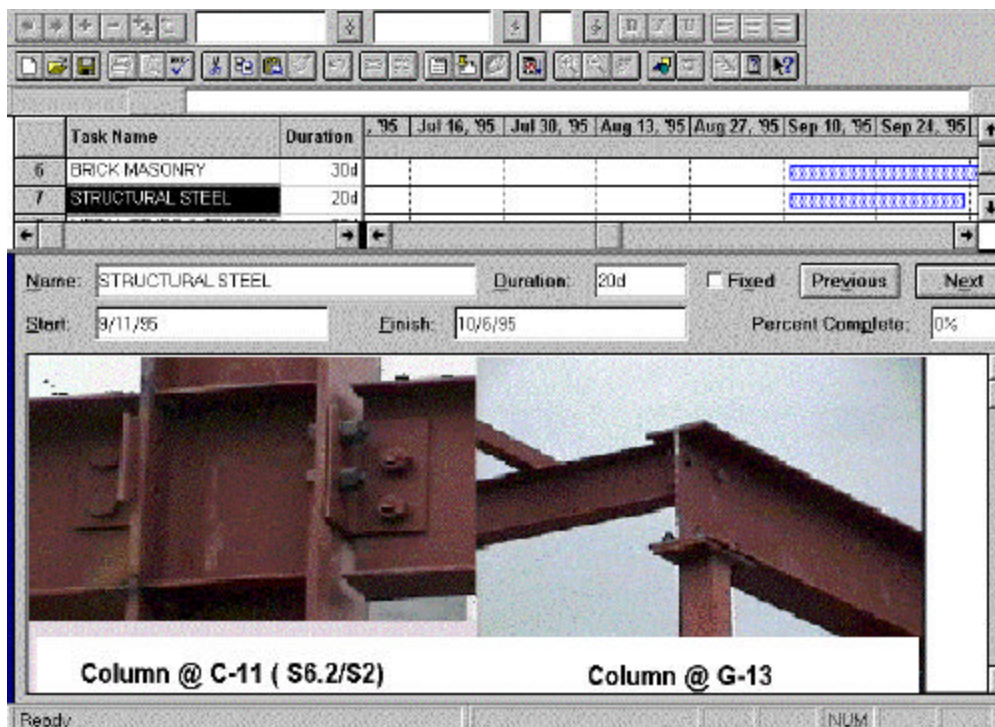 B I U
Task Name Duration , '95 Jul 16, '95 Jul 30, '95 Aug 13, '95 Aug 27, '95 Sep 10, '95 Sep 24, '95
6 BRICK MASONRY 30d
7 STRUCTURAL STEEL 20d
Name: STRUCTURAL STEEL Duration: 20d Fixed Previous Next
Start: 9/11/95 Finish: 10/6/95 Percent Complete: 0%
Column @ C-11 ( S6.2/S2) Column @ G-13
Ready NUM